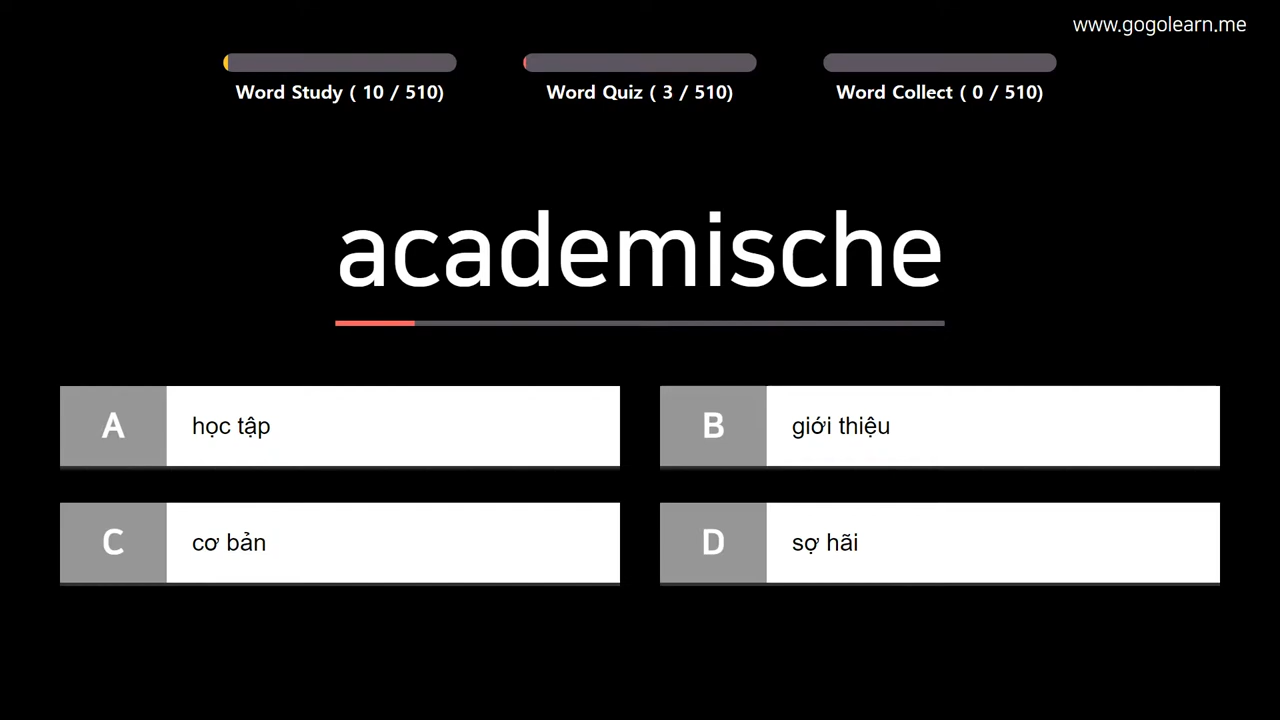 www.gogolearn.me
Word Study ( 10 / 510)
Word Quiz ( 3 / 510)
Word Collect ( 0 / 510)
academische
A học tập
B giới thiệu
C cơ bản
D sợ hãi